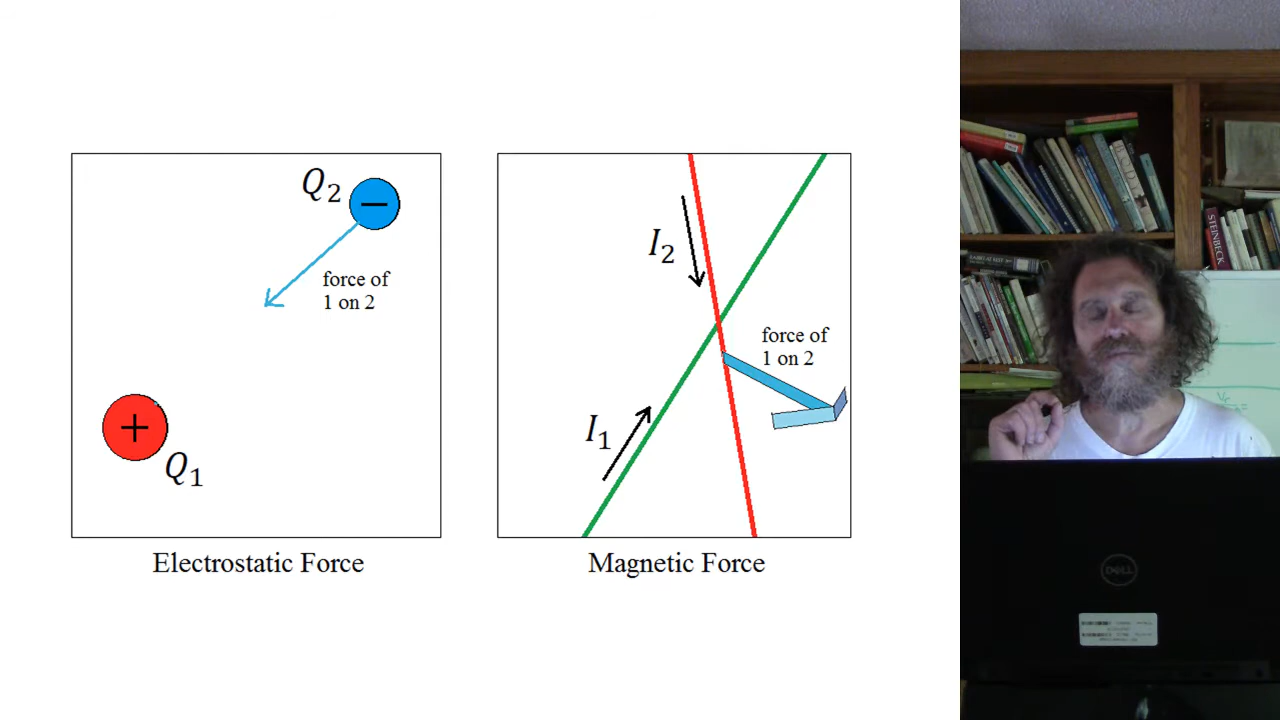 Q₂
−
force of
1 on 2
+
Q₁
Electrostatic Force
I₂
force of
1 on 2
I₁
Magnetic Force
STEINBECK
DELL